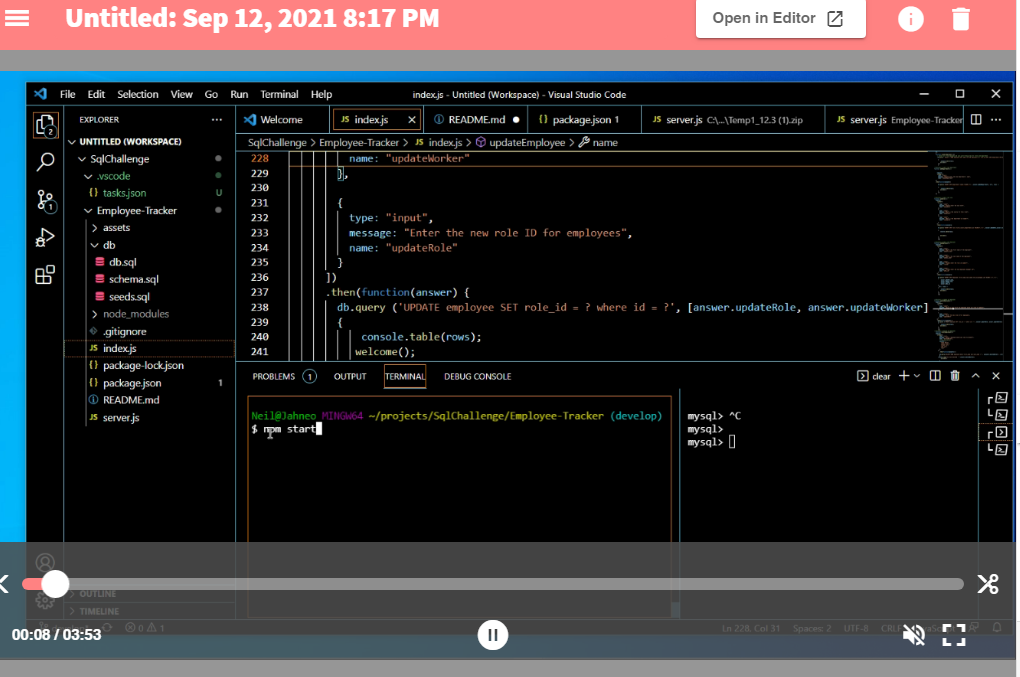 Untitled: Sep 12, 2021 8:17 PM
Open in Editor
File Edit Selection View Go Run Terminal Help
index.js - Untitled (Workspace) - Visual Studio Code
EXPLORER
UNTITLED (WORKSPACE)
SqlChallenge
.vscode
{} tasks.json U
Employee-Tracker
assets
db
db.sql
schema.sql
seeds.sql
node_modules
.gitignore
JS index.js
{} package-lock.json
{} package.json 1
README.md
JS server.js
OUTLINE
TIMELINE
2
1
Welcome
JS index.js
README.md
{} package.json 1
JS server.js C:\...\Temp1_12.3 (1).zip
JS server.js Employee-Tracker
SqlChallenge > Employee-Tracker > JS index.js > updateEmployee > name
228 name: "updateWorker"
229 },
230
231 {
232 type: "input",
233 message: "Enter the new role ID for employees",
234 name: "updateRole"
235 }
236 ])
237 .then(function(answer) {
238 db.query ('UPDATE employee SET role_id = ? where id = ?', [answer.updateRole, answer.updateWorker]
239 {
240 console.table(rows);
241 welcome();
PROBLEMS 1 OUTPUT TERMINAL DEBUG CONSOLE
clear
Neil@Jahneo MINGW64 ~/projects/SqlChallenge/Employee-Tracker (develop)
$ npm start
mysql> ^C
mysql>
mysql>
0 1
Ln 228, Col 31 Spaces: 2 UTF-8
00:08 / 03:53